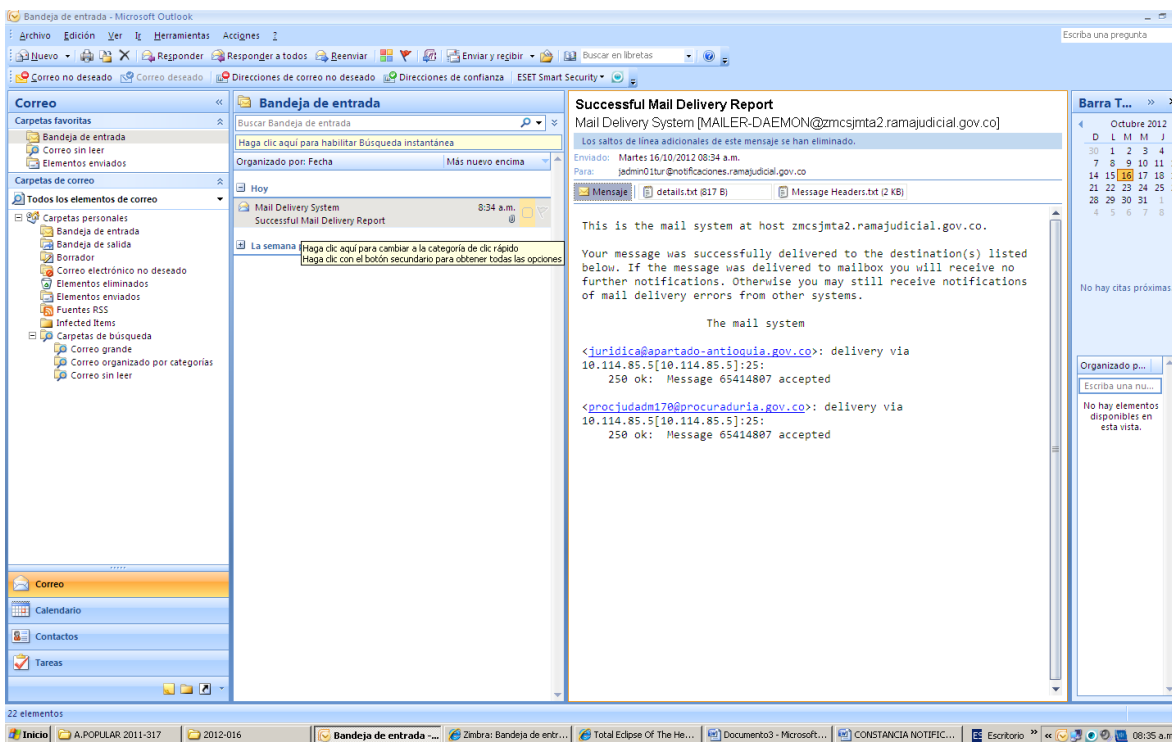 Bandeja de entrada - Microsoft Outlook
Archivo Edición Ver Ir Herramientas Acciones ?
Escriba una pregunta
Nuevo Responder Responder a todos Reenviar Enviar y recibir Buscar en libretas
Correo no deseado Correo deseado Direcciones de correo no deseado Direcciones de confianza ESET Smart Security
Correo «
Carpetas favoritas
Bandeja de entrada
Correo sin leer
Elementos enviados
Carpetas de correo
Todos los elementos de correo
Carpetas personales
Bandeja de entrada
Bandeja de salida
Borrador
Correo electrónico no deseado
Elementos eliminados
Elementos enviados
Fuentes RSS
Infected Items
Carpetas de búsqueda
Correo grande
Correo organizado por categorías
Correo sin leer
Correo
Calendario
Contactos
Tareas
Bandeja de entrada
Buscar Bandeja de entrada
Haga clic aquí para habilitar Búsqueda instantánea
Organizado por: Fecha Más nuevo encima
Hoy
Mail Delivery System 8:34 a.m.
Successful Mail Delivery Report
La semana
Haga clic aquí para cambiar a la categoría de clic rápido
Haga clic con el botón secundario para obtener todas las opciones
Successful Mail Delivery Report
Mail Delivery System [MAILER-DAEMON@zmcsjmta2.ramajudicial.gov.co]
Los saltos de línea adicionales de este mensaje se han eliminado.
Enviado: Martes 16/10/2012 08:34 a.m.
Para: jadmin01tur@notificaciones.ramajudicial.gov.co
Mensaje details.txt (817 B) Message Headers.txt (2 KB)
This is the mail system at host zmcsjmta2.ramajudicial.gov.co.
Your message was successfully delivered to the destination(s) listed
below. If the message was delivered to mailbox you will receive no
further notifications. Otherwise you may still receive notifications
of mail delivery errors from other systems.
The mail system
<juridica@apartado-antioquia.gov.co>: delivery via
10.114.85.5[10.114.85.5]:25:
250 ok: Message 65414807 accepted
<procjudadm170@procuraduria.gov.co>: delivery via
10.114.85.5[10.114.85.5]:25:
250 ok: Message 65414807 accepted
Barra T... »
Octubre 2012
D L M M J
30 1 2 3 4
7 8 9 10 11
14 15 16 17 18
21 22 23 24 25
28 29 30 31 1
4 5 6 7 8
No hay citas próximas
Organizado p...
Escriba una nu...
No hay elementos
disponibles en
esta vista.
22 elementos
Inicio A.POPULAR 2011-317 2012-016 Bandeja de entrada -... Zimbra: Bandeja de entr... Total Eclipse Of The He... Documento3 - Microsoft... CONSTANCIA NOTIFIC... ES Escritorio » « 08:35 a.m